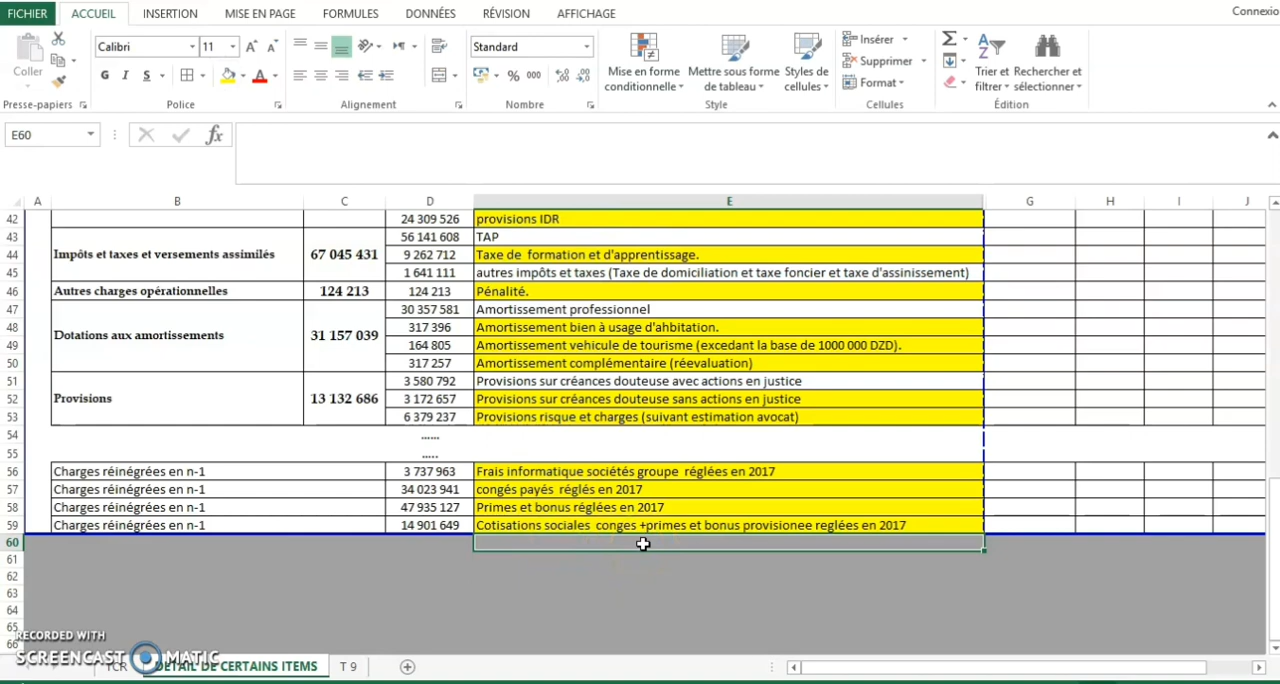 FICHIER ACCUEIL INSERTION MISE EN PAGE FORMULES DONNÉES RÉVISION AFFICHAGE Connexio
Coller
Calibri 11
G I S
Standard
% 000
Mise en forme conditionnelle
Mettre sous forme de tableau
Styles de cellules
Insérer
Supprimer
Format
Trier et filtrer
Rechercher et sélectionner
Presse-papiers Police Alignement Nombre Style Cellules Édition
E60 fx
A B C D E G H I J
42 24 309 526 provisions IDR
43 56 141 608 TAP
44 Impôts et taxes et versements assimilés 67 045 431 9 262 712 Taxe de formation et d'apprentissage.
45 1 641 111 autres impôts et taxes (Taxe de domiciliation et taxe foncier et taxe d'assinissement)
46 Autres charges opérationnelles 124 213 124 213 Pénalité.
47 30 357 581 Amortissement professionnel
48 Dotations aux amortissements 31 157 039 317 396 Amortissement bien à usage d'ahbitation.
49 164 805 Amortissement vehicule de tourisme (excedant la base de 1000 000 DZD).
50 317 257 Amortissement complémentaire (réevaluation)
51 3 580 792 Provisions sur créances douteuse avec actions en justice
52 Provisions 13 132 686 3 172 657 Provisions sur créances douteuse sans actions en justice
53 6 379 237 Provisions risque et charges (suivant estimation avocat)
54 ......
55 .....
56 Charges réinégrées en n-1 3 737 963 Frais informatique sociétés groupe réglées en 2017
57 Charges réinégrées en n-1 34 023 941 congés payés réglés en 2017
58 Charges réinégrées en n-1 47 935 127 Primes et bonus réglées en 2017
59 Charges réinégrées en n-1 14 901 649 Cotisations sociales conges +primes et bonus provisionee reglées en 2017
60
61
62
63
64
65
66
RECORDED WITH
SCREENCAST MATIC
TCR DETAIL DE CERTAINS ITEMS T 9